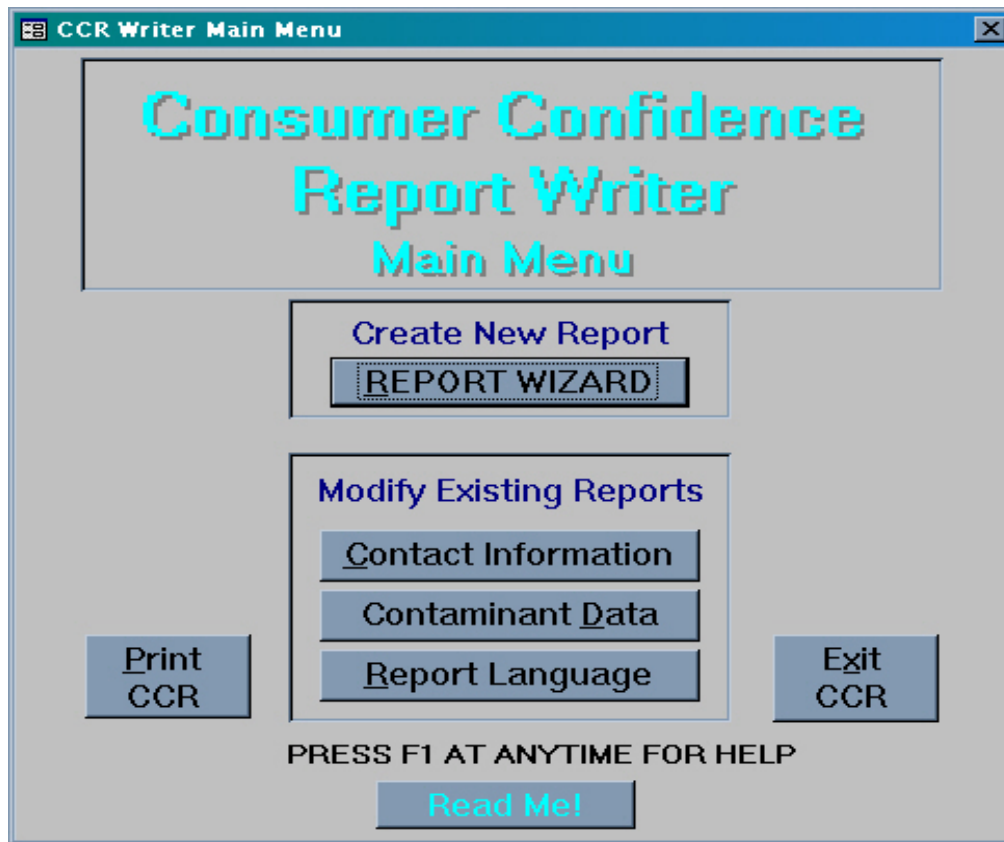 CCR Writer Main Menu
Consumer Confidence
Report Writer
Main Menu
Create New Report
REPORT WIZARD
Modify Existing Reports
Contact Information
Contaminant Data
Report Language
Print
CCR
Exit
CCR
PRESS F1 AT ANYTIME FOR HELP
Read Me!